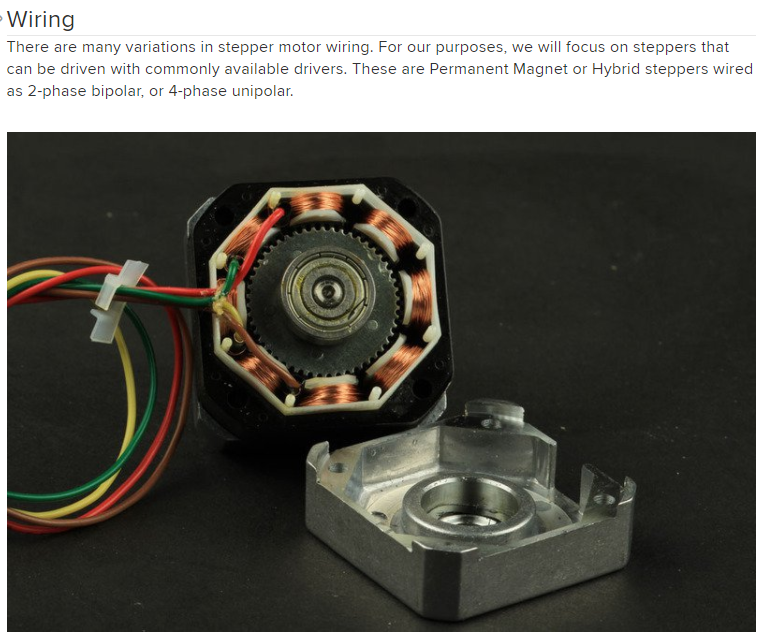 Wiring
There are many variations in stepper motor wiring. For our purposes, we will focus on steppers that
can be driven with commonly available drivers. These are Permanent Magnet or Hybrid steppers wired
as 2-phase bipolar, or 4-phase unipolar.